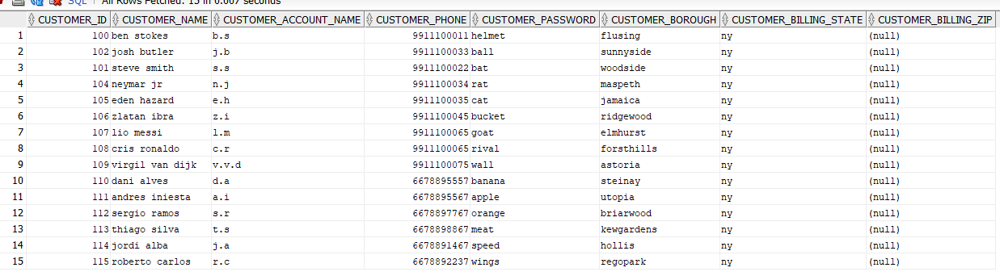 SQL | All Rows Fetched: 15 in 0.007 seconds
CUSTOMER_ID CUSTOMER_NAME CUSTOMER_ACCOUNT_NAME CUSTOMER_PHONE CUSTOMER_PASSWORD CUSTOMER_BOROUGH CUSTOMER_BILLING_STATE CUSTOMER_BILLING_ZIP
1 100 ben stokes b.s 9911100011 helmet flusing ny (null)
2 102 josh butler j.b 9911100033 ball sunnyside ny (null)
3 101 steve smith s.s 9911100022 bat woodside ny (null)
4 104 neymar jr n.j 9911100034 rat maspeth ny (null)
5 105 eden hazard e.h 9911100035 cat jamaica ny (null)
6 106 zlatan ibra z.i 9911100045 bucket ridgewood ny (null)
7 107 lio messi l.m 9911100065 goat elmhurst ny (null)
8 108 cris ronaldo c.r 9911100065 rival forsthills ny (null)
9 109 virgil van dijk v.v.d 9911100075 wall astoria ny (null)
10 110 dani alves d.a 6678895557 banana steinay ny (null)
11 111 andres iniesta a.i 6678895567 apple utopia ny (null)
12 112 sergio ramos s.r 6678897767 orange briarwood ny (null)
13 113 thiago silva t.s 6678898867 meat kewgardens ny (null)
14 114 jordi alba j.a 6678891467 speed hollis ny (null)
15 115 roberto carlos r.c 6678892237 wings regopark ny (null)